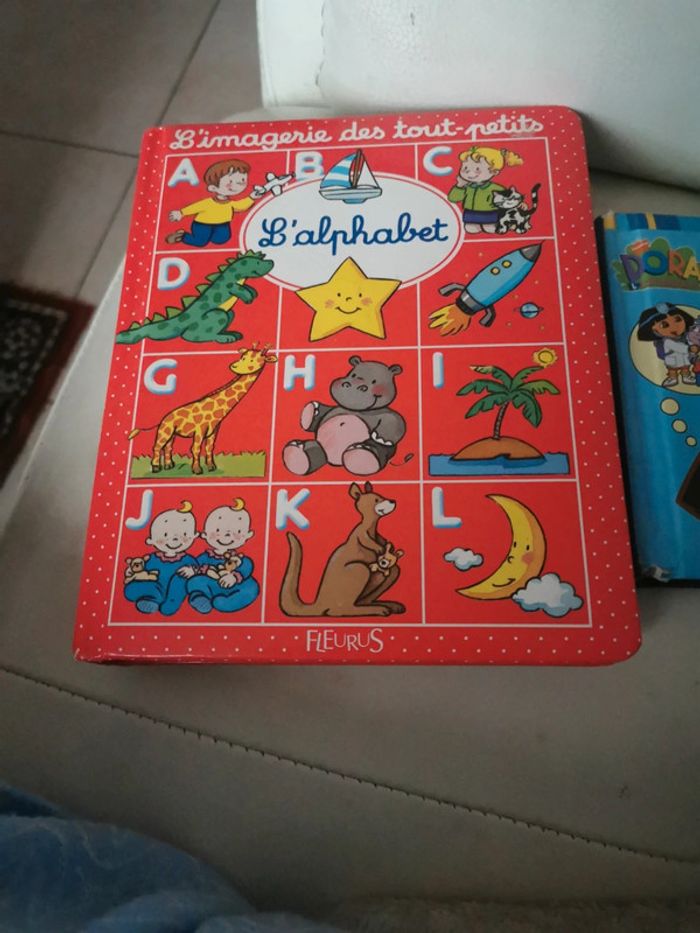 L'imagerie des tout-petits
A B C
L'alphabet
D
G H I
J K L
FLEURUS
DORA